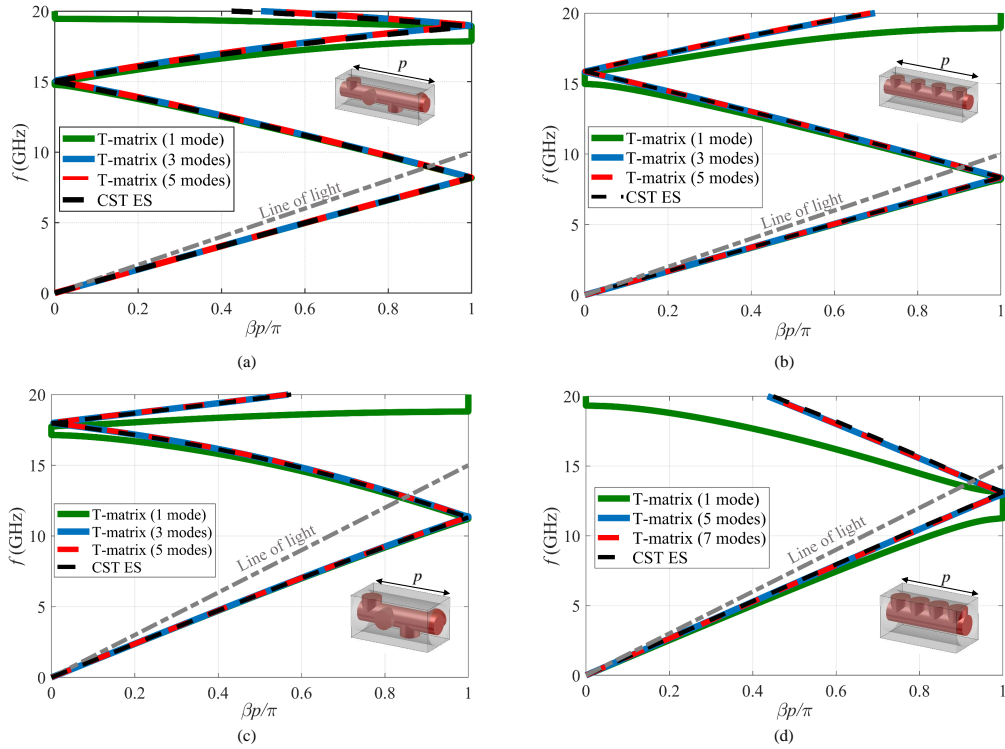 20
15
10
5
0
f (GHz)
p
T-matrix (1 mode)
T-matrix (3 modes)
T-matrix (5 modes)
CST ES
Line of light
0 0.2 0.4 0.6 0.8 1
βp/π
(a)
20
15
10
5
0
f (GHz)
p
T-matrix (1 mode)
T-matrix (3 modes)
T-matrix (5 modes)
CST ES
Line of light
0 0.2 0.4 0.6 0.8 1
βp/π
(b)
20
15
10
5
0
f (GHz)
T-matrix (1 mode)
T-matrix (3 modes)
T-matrix (5 modes)
CST ES
Line of light
p
0 0.2 0.4 0.6 0.8 1
βp/π
(c)
20
15
10
5
0
f (GHz)
T-matrix (1 mode)
T-matrix (5 modes)
T-matrix (7 modes)
CST ES
Line of light
p
0 0.2 0.4 0.6 0.8 1
βp/π
(d)